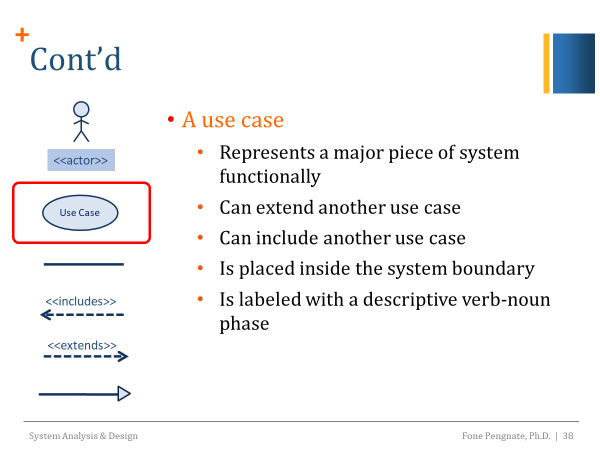 +
Cont’d
<<actor>>
Use Case
<<includes>>
<<extends>>
• A use case
• Represents a major piece of system
functionally
• Can extend another use case
• Can include another use case
• Is placed inside the system boundary
• Is labeled with a descriptive verb-noun
phase
System Analysis & Design
Fone Pengnate, Ph.D. | 38